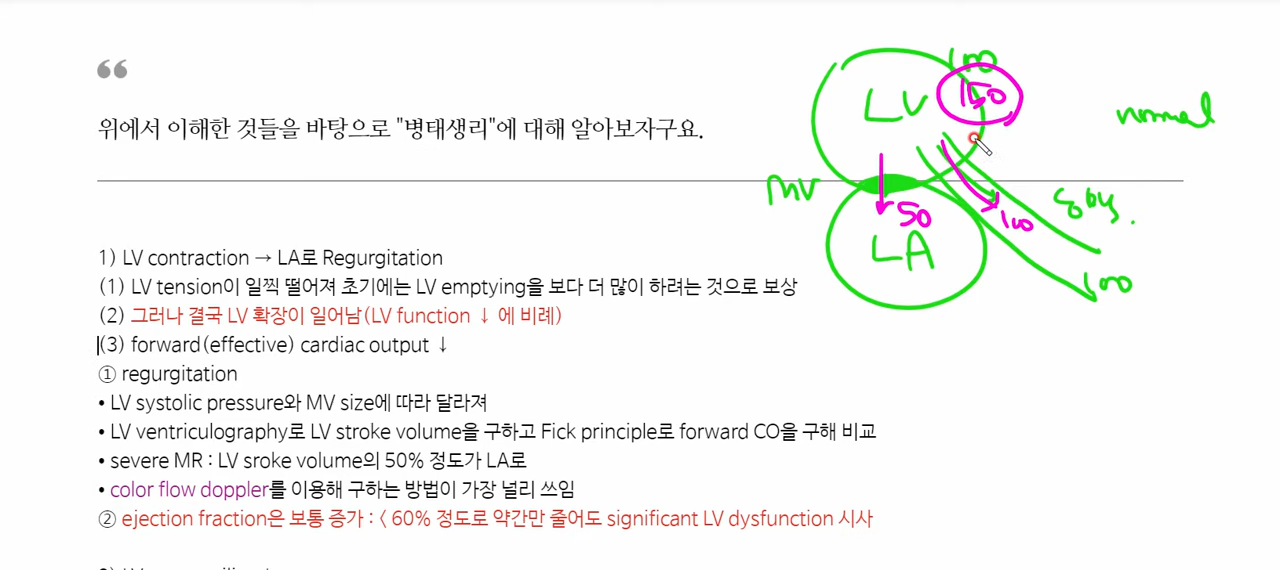 ❝
위에서 이해한 것들을 바탕으로 "병태생리"에 대해 알아보자구요.
100
LV 150
normal
MV
50
100
LA
100
1) LV contraction → LA로 Regurgitation
(1) LV tension이 일찍 떨어져 초기에는 LV emptying을 보다 더 많이 하려는 것으로 보상
(2) 그러나 결국 LV 확장이 일어남(LV function ↓ 에 비례)
(3) forward(effective) cardiac output ↓
① regurgitation
• LV systolic pressure와 MV size에 따라 달라져
• LV ventriculography로 LV stroke volume을 구하고 Fick principle로 forward CO을 구해 비교
• severe MR : LV sroke volume의 50% 정도가 LA로
• color flow doppler를 이용해 구하는 방법이 가장 널리 쓰임
② ejection fraction은 보통 증가 : < 60% 정도로 약간만 줄어도 significant LV dysfunction 시사